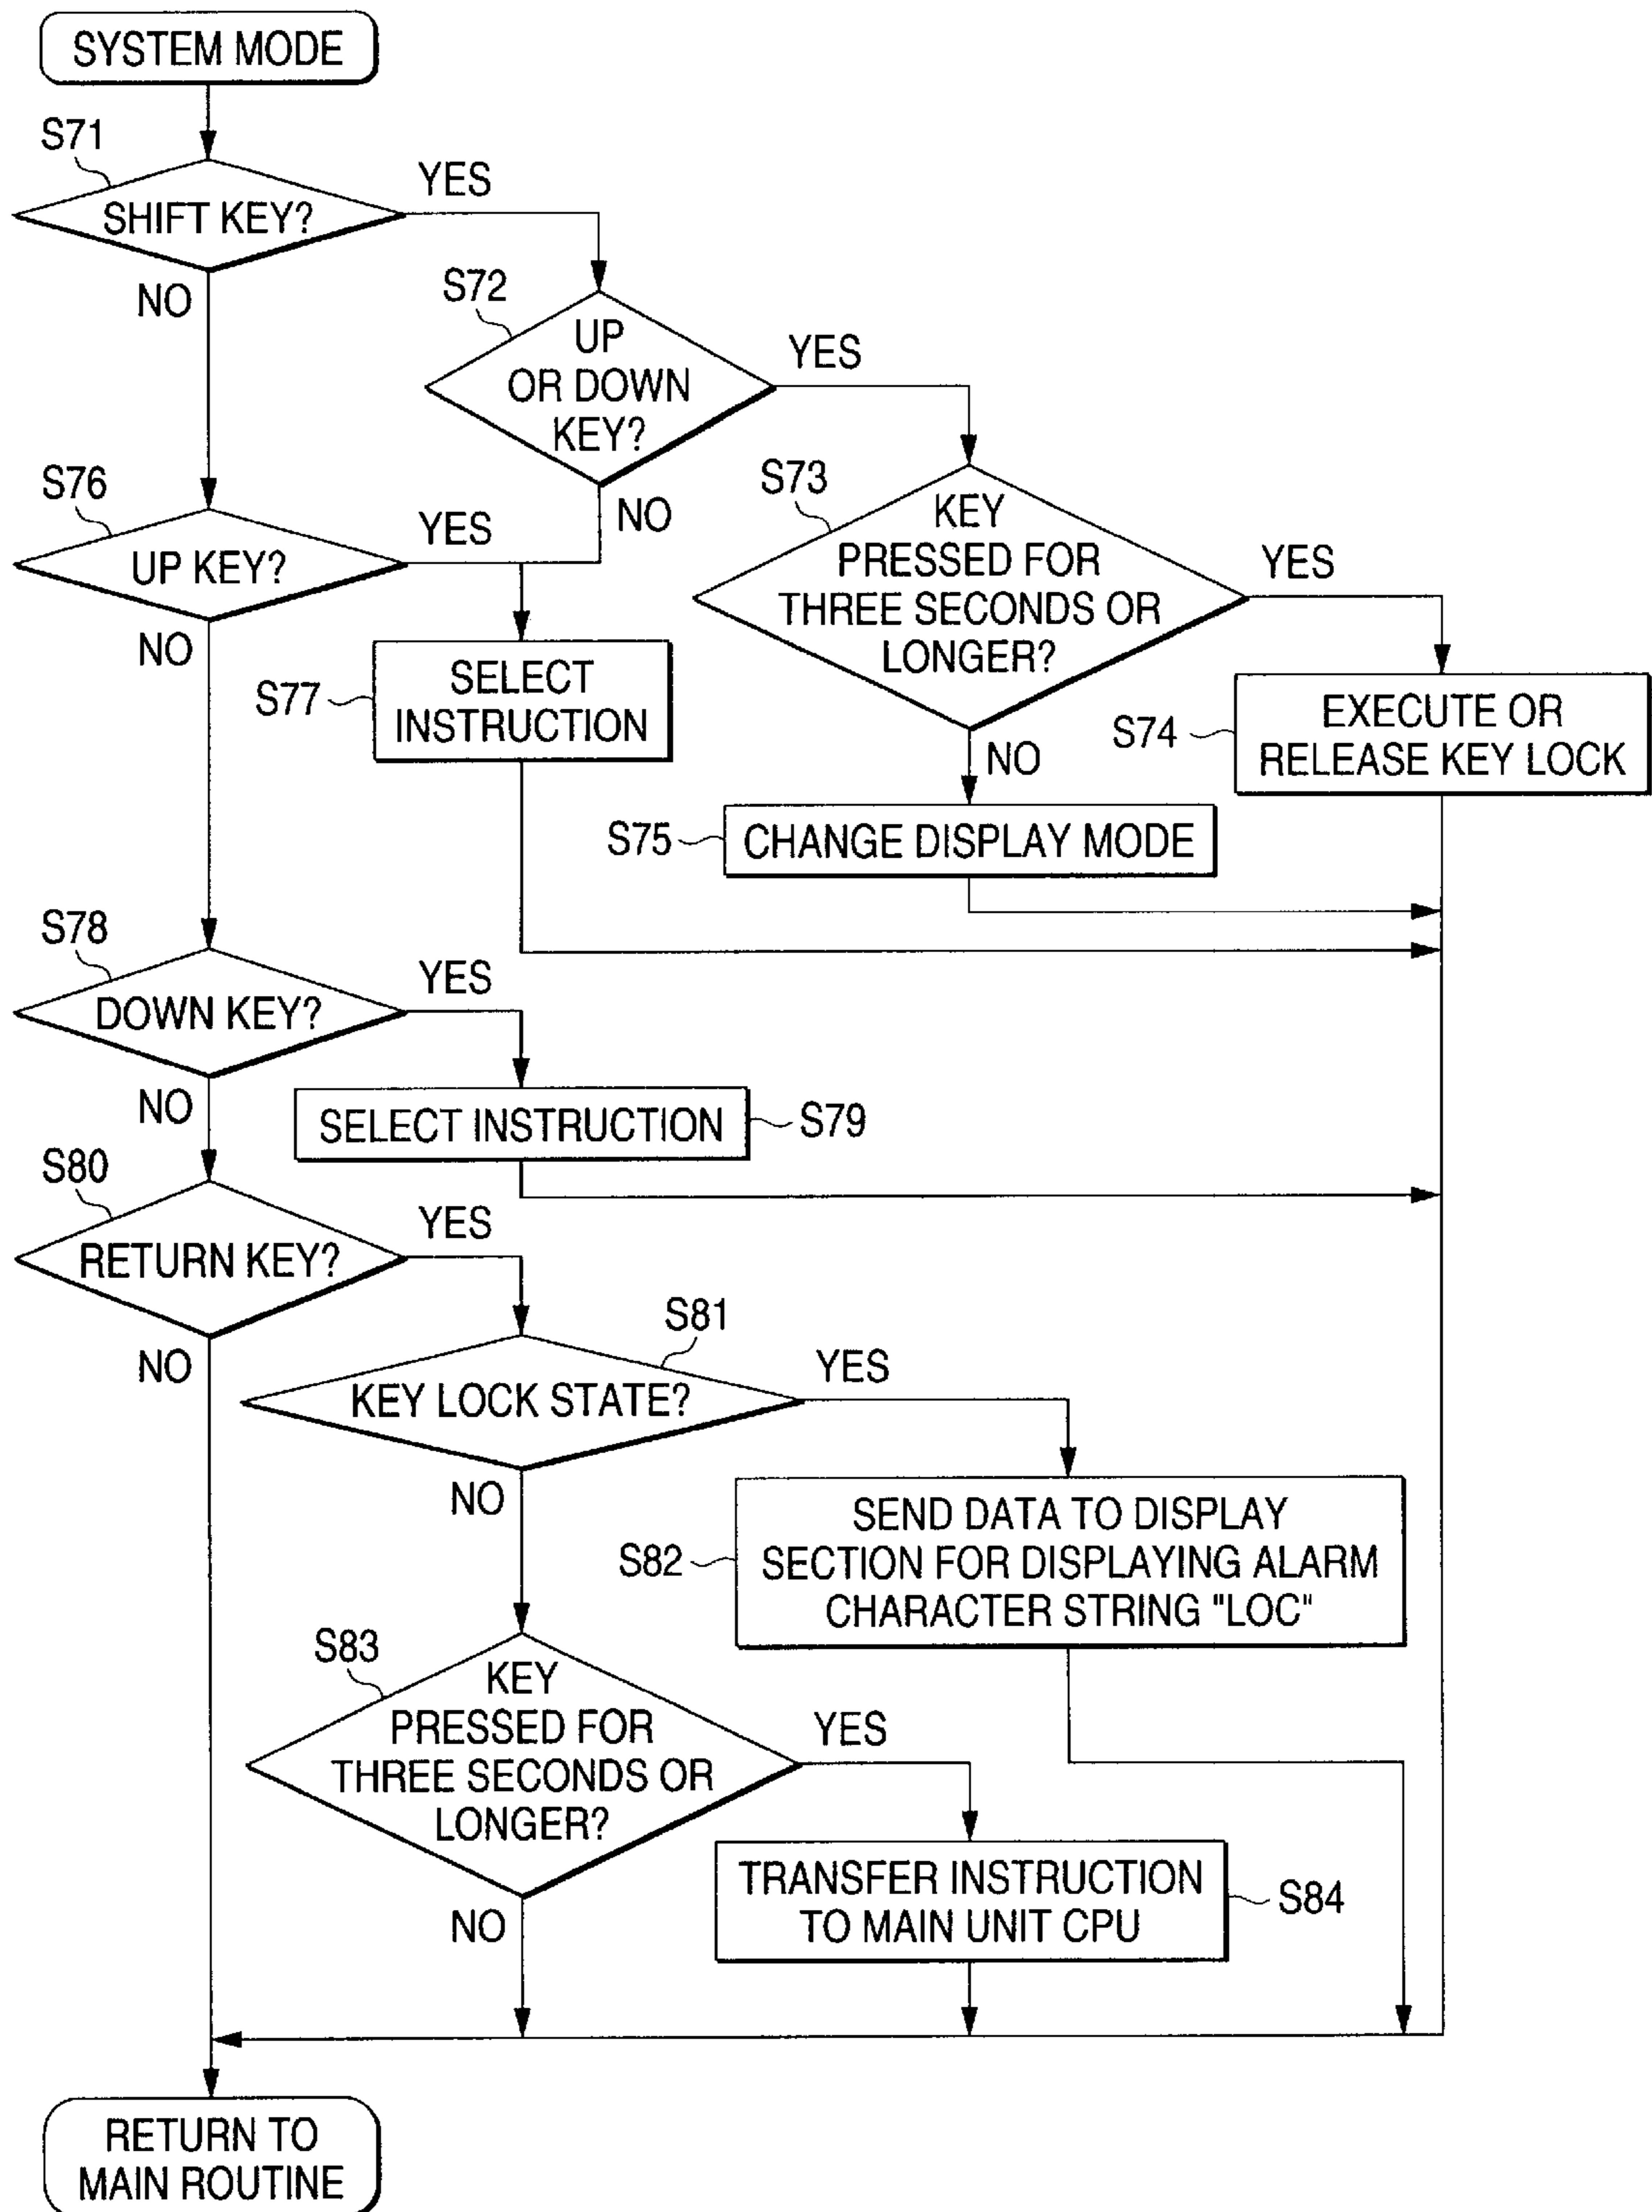 SYSTEM MODE
S71
YES
SHIFT KEY?
NO
S72
UP
OR DOWN
KEY?
YES
NO
S73
KEY
PRESSED FOR
THREE SECONDS OR
LONGER?
YES
NO
S74
EXECUTE OR
RELEASE KEY LOCK
S75
CHANGE DISPLAY MODE
S76
YES
UP KEY?
NO
S77
SELECT
INSTRUCTION
S78
YES
DOWN KEY?
NO
SELECT INSTRUCTION
S79
S80
YES
RETURN KEY?
NO
S81
YES
KEY LOCK STATE?
NO
S82
SEND DATA TO DISPLAY
SECTION FOR DISPLAYING ALARM
CHARACTER STRING "LOC"
S83
KEY
PRESSED FOR
THREE SECONDS OR
LONGER?
YES
NO
TRANSFER INSTRUCTION
TO MAIN UNIT CPU
S84
RETURN TO
MAIN ROUTINE